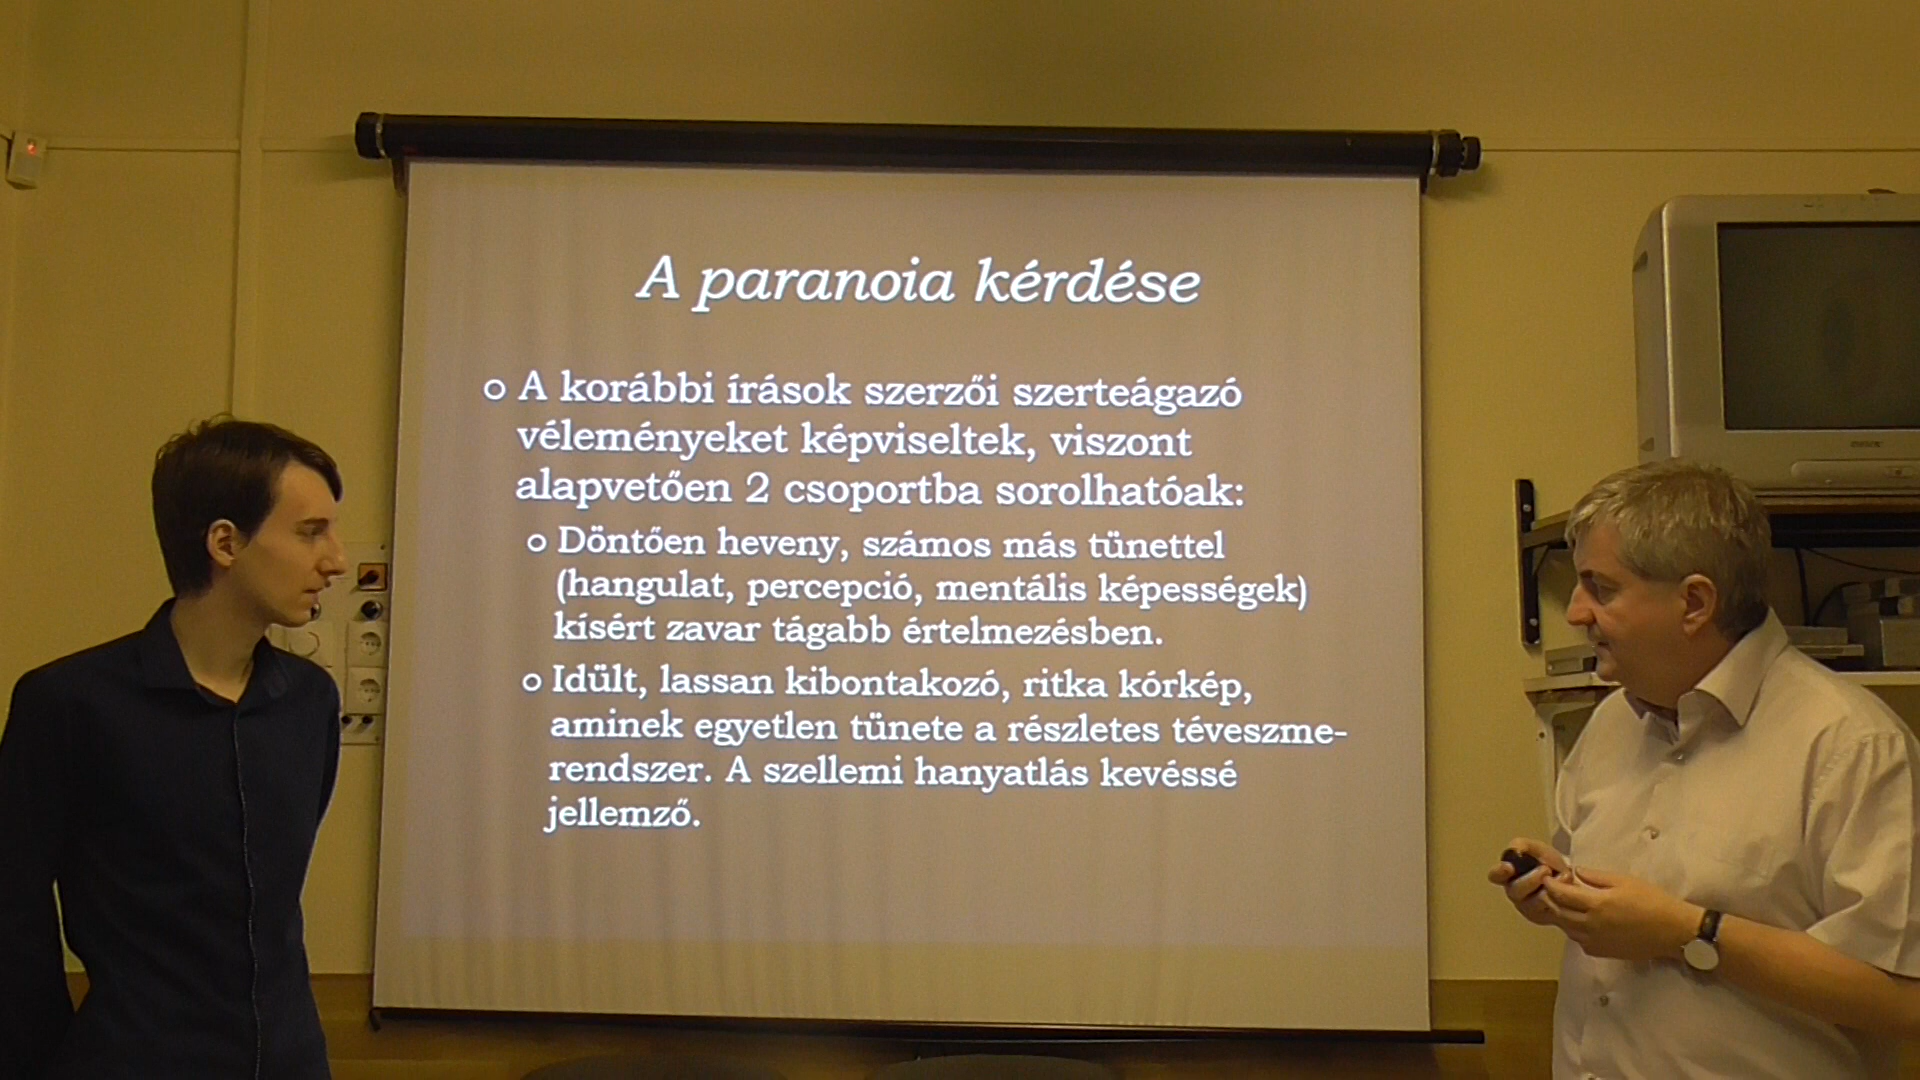 A paranoia kérdése
A korábbi írások szerzői szerteágazó
véleményeket képviseltek, viszont
alapvetően 2 csoportba sorolhatóak:
Döntően heveny, számos más tünettel
(hangulat, percepció, mentális képességek)
kísért zavar tágabb értelmezésben.
Idült, lassan kibontakozó, ritka kórkép,
aminek egyetlen tünete a részletes téveszme-
rendszer. A szellemi hanyatlás kevéssé
jellemző.